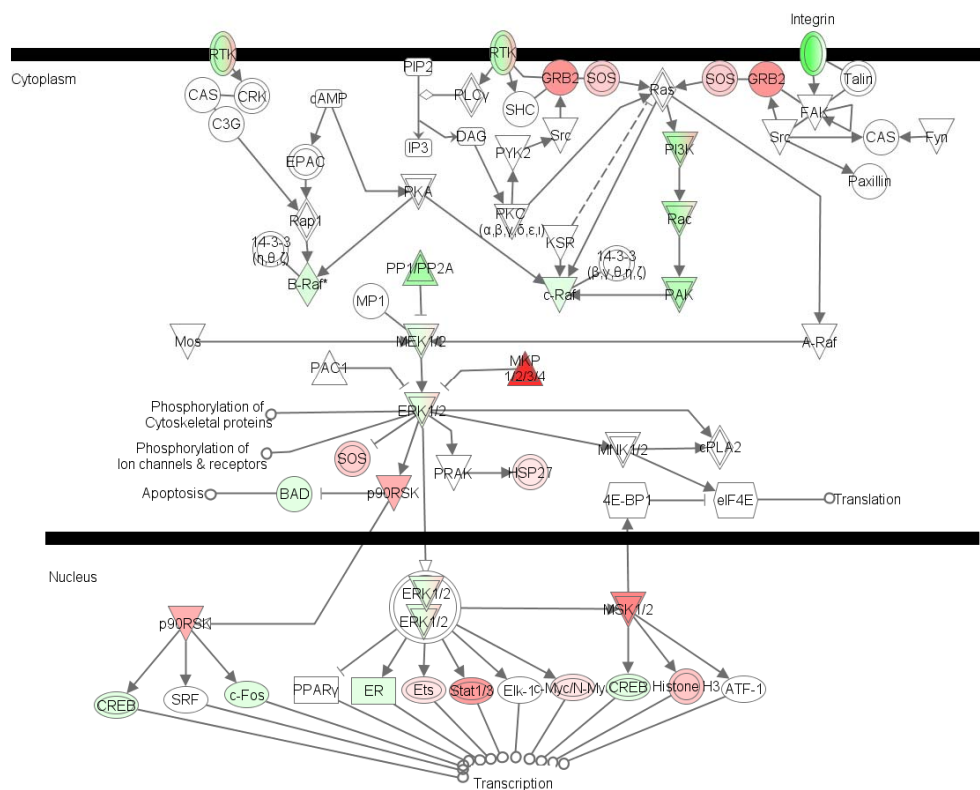 Integrin
RTK
RTK
Cytoplasm
PIP2
GRB2
SOS
SOS
GRB2
Talin
CAS
CRK
cAMP
PLCγ
Ras
SHC
FAK
C3G
DAG
Src
Src
CAS
Fyn
IP3
PYK2
PI3K
EPAC
Paxillin
PKA
Rap1
PKC
(α,β,γ,δ,ε,ι)
Rac
KSR
14-3-3
(η,θ,ζ)
14-3-3
(β,γ,θ,η,ζ)
PP1/PP2A
B-Raf*
c-Raf
PAK
MP1
Mos
MEK1/2
A-Raf
PAC1
MKP
1/2/3/4
Phosphorylation of
Cytoskeletal proteins
ERK1/2
Phosphorylation of
Ion channels & receptors
SOS
MNK1/2
cPLA2
PRAK
HSP27
Apoptosis
BAD
p90RSK
4E-BP1
eIF4E
Translation
Nucleus
ERK1/2
ERK1/2
p90RSK
MSK1/2
CREB
SRF
c-Fos
PPARγ
ER
Ets
Stat1/3
Elk-1
c-Myc/N-My
CREB
Histone H3
ATF-1
Transcription